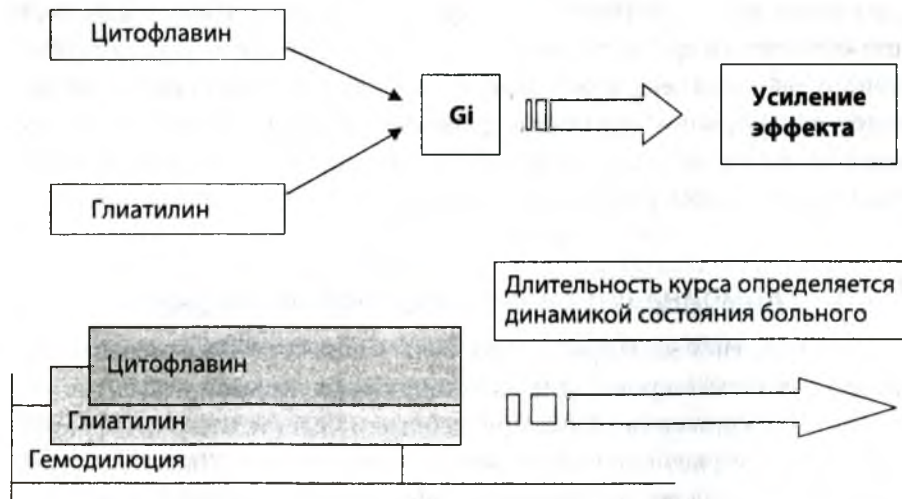 Цитофлавин
Gi
Усиление
эффекта
Глиатилин
Длительность курса определяется
динамикой состояния больного
Цитофлавин
Глиатилин
Гемодилюция